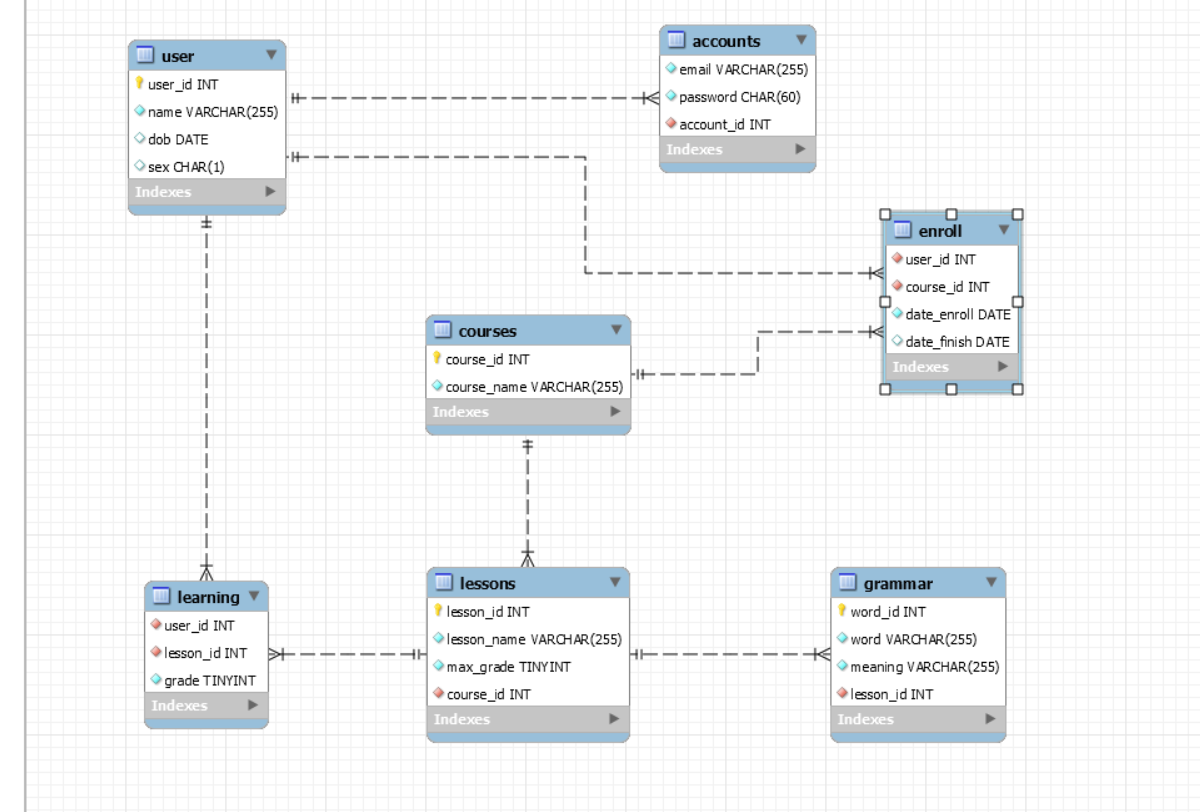 user
user_id INT
name VARCHAR(255)
dob DATE
sex CHAR(1)
Indexes
accounts
email VARCHAR(255)
password CHAR(60)
account_id INT
Indexes
enroll
user_id INT
course_id INT
date_enroll DATE
date_finish DATE
Indexes
courses
course_id INT
course_name VARCHAR(255)
Indexes
learning
user_id INT
lesson_id INT
grade TINYINT
Indexes
lessons
lesson_id INT
lesson_name VARCHAR(255)
max_grade TINYINT
course_id INT
Indexes
grammar
word_id INT
word VARCHAR(255)
meaning VARCHAR(255)
lesson_id INT
Indexes